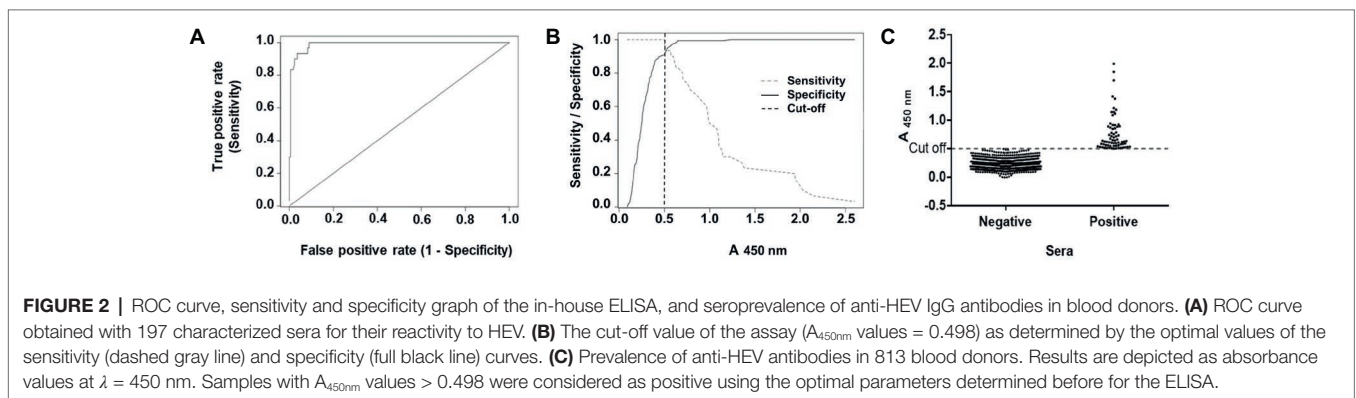 A
True positive rate
(Sensitivity)
1.0
0.8
0.6
0.4
0.2
0.0
0.0 0.2 0.4 0.6 0.8 1.0
False positive rate (1 - Specificity)
B
Sensitivity / Specificity
1.0
0.8
0.6
0.4
0.2
0.0
Sensitivity
Specificity
Cut-off
0.0 0.5 1.0 1.5 2.0 2.5
A 450 nm
C
A 450 nm
2.5
2.0
1.5
1.0
Cut off
0.0
-0.5
Negative Positive
Sera
FIGURE 2 | ROC curve, sensitivity and specificity graph of the in-house ELISA, and seroprevalence of anti-HEV IgG antibodies in blood donors. (A) ROC curve
obtained with 197 characterized sera for their reactivity to HEV. (B) The cut-off value of the assay (A450nm values = 0.498) as determined by the optimal values of the
sensitivity (dashed gray line) and specificity (full black line) curves. (C) Prevalence of anti-HEV antibodies in 813 blood donors. Results are depicted as absorbance
values at λ = 450 nm. Samples with A450nm values > 0.498 were considered as positive using the optimal parameters determined before for the ELISA.